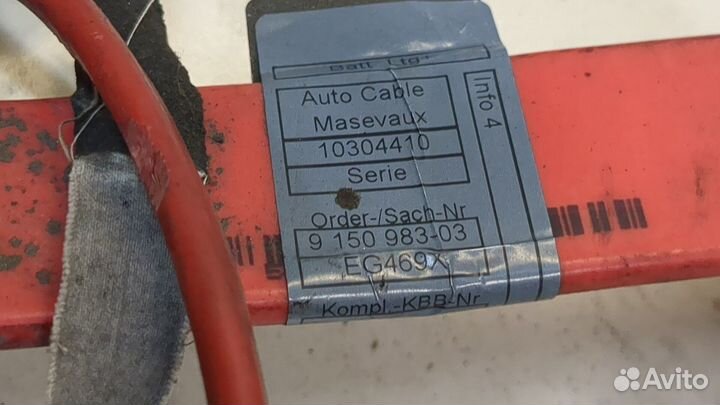 Batt Ltg+
Auto Cable
Masevaux
10304410
Serie
Order-/Sach-Nr
9 150 983-03
EG469X
Kompl.-KBB-Nr
Info 4
Avito